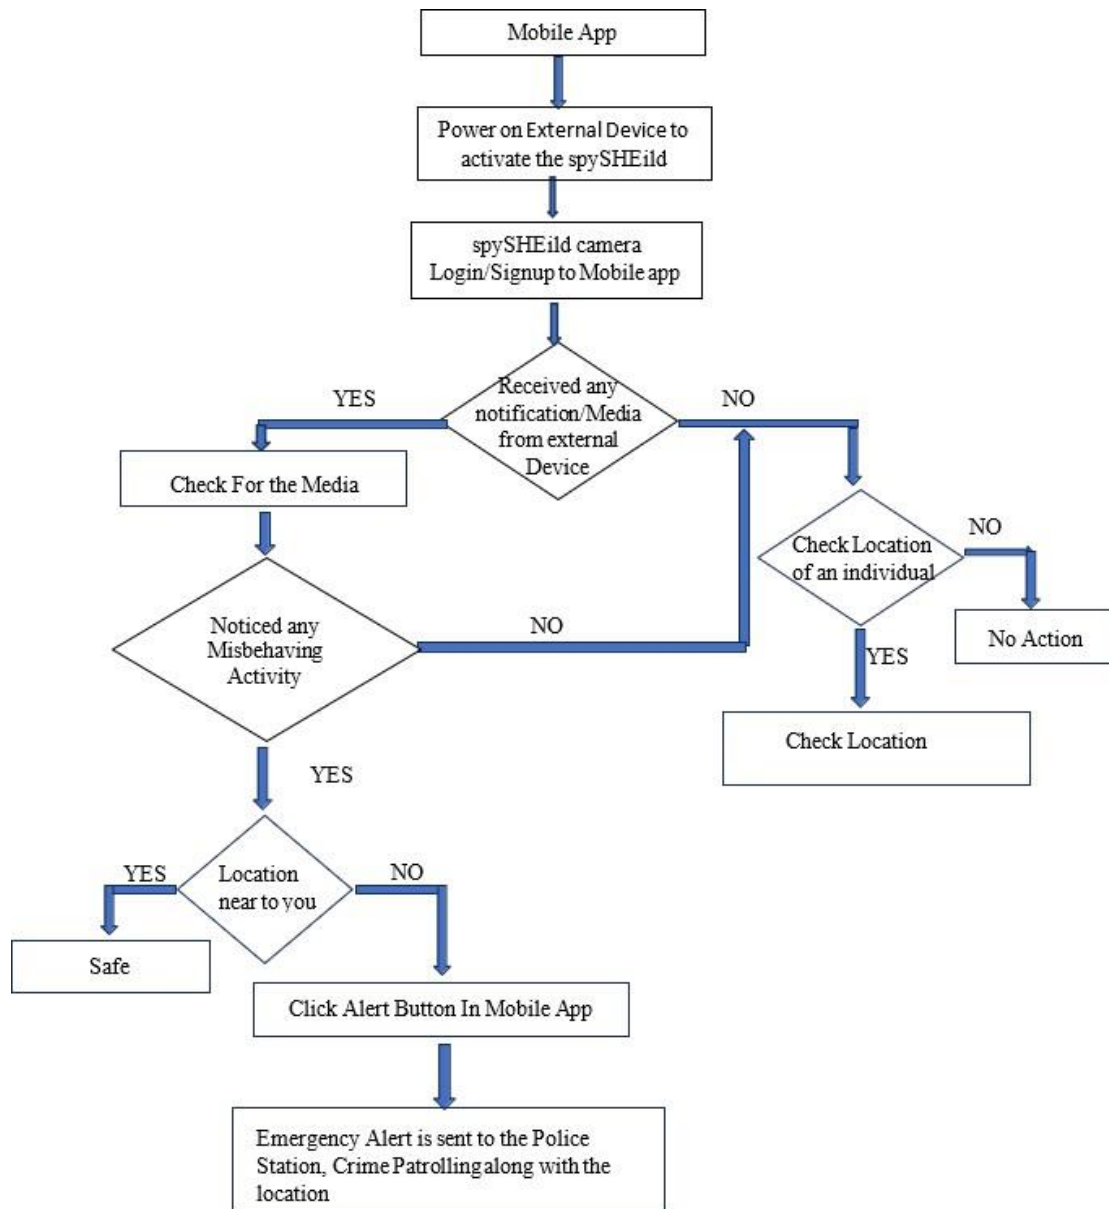 Mobile App
Power on External Device to
activate the spySHEild
spySHEild camera
Login/Signup to Mobile app
YES
Received any
notification/Media
from external
Device
NO
Check For the Media
Check Location
of an individual
NO
Noticed any
Misbehaving
Activity
NO
No Action
YES
Check Location
YES
YES
Location
near to you
NO
Safe
Click Alert Button In Mobile App
Emergency Alert is sent to the Police
Station, Crime Patrolling along with the
location